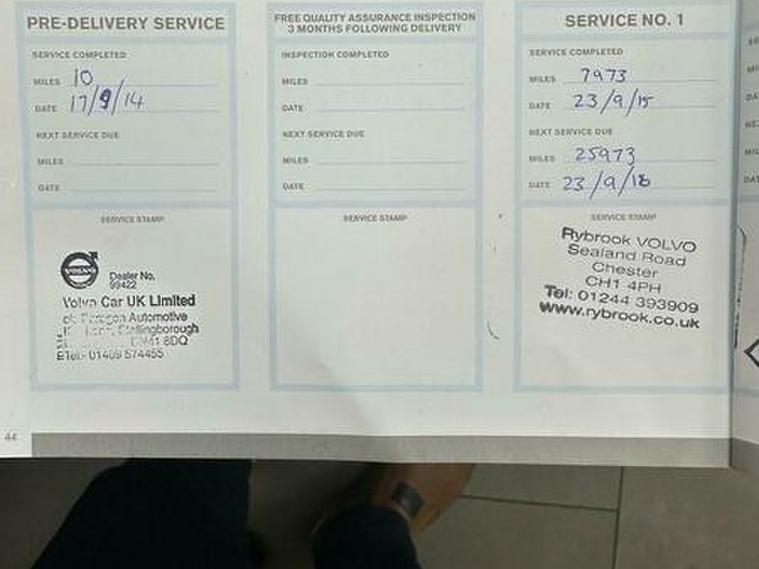 PRE-DELIVERY SERVICE
SERVICE COMPLETED
MILES 10
DATE 17/9/14
NEXT SERVICE DUE
MILES
DATE
SERVICE STAMP
VOLVO
Dealer No.
99422
Volvo Car UK Limited
Paragon Automotive
Stallingborough
Tel: 01469 574455
FREE QUALITY ASSURANCE INSPECTION
3 MONTHS FOLLOWING DELIVERY
INSPECTION COMPLETED
MILES
DATE
NEXT SERVICE DUE
MILES
DATE
SERVICE STAMP
SERVICE NO. 1
SERVICE COMPLETED
MILES 7973
DATE 23/9/15
NEXT SERVICE DUE
MILES 25973
DATE 23/9/16
SERVICE STAMP
Rybrook VOLVO
Sealand Road
Chester
CH1 4PH
Tel: 01244 393909
www.rybrook.co.uk
44